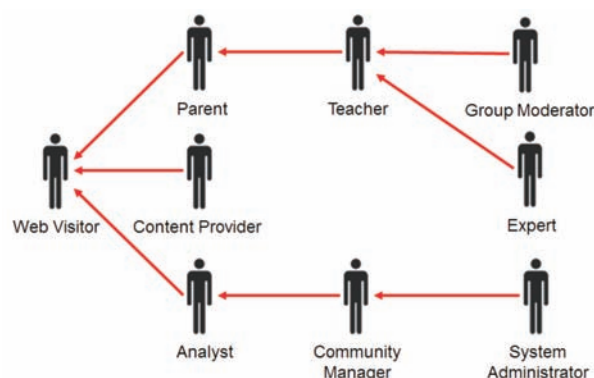 Parent
Teacher
Group Moderator
Web Visitor
Content Provider
Expert
Analyst
Community
Manager
System
Administrator